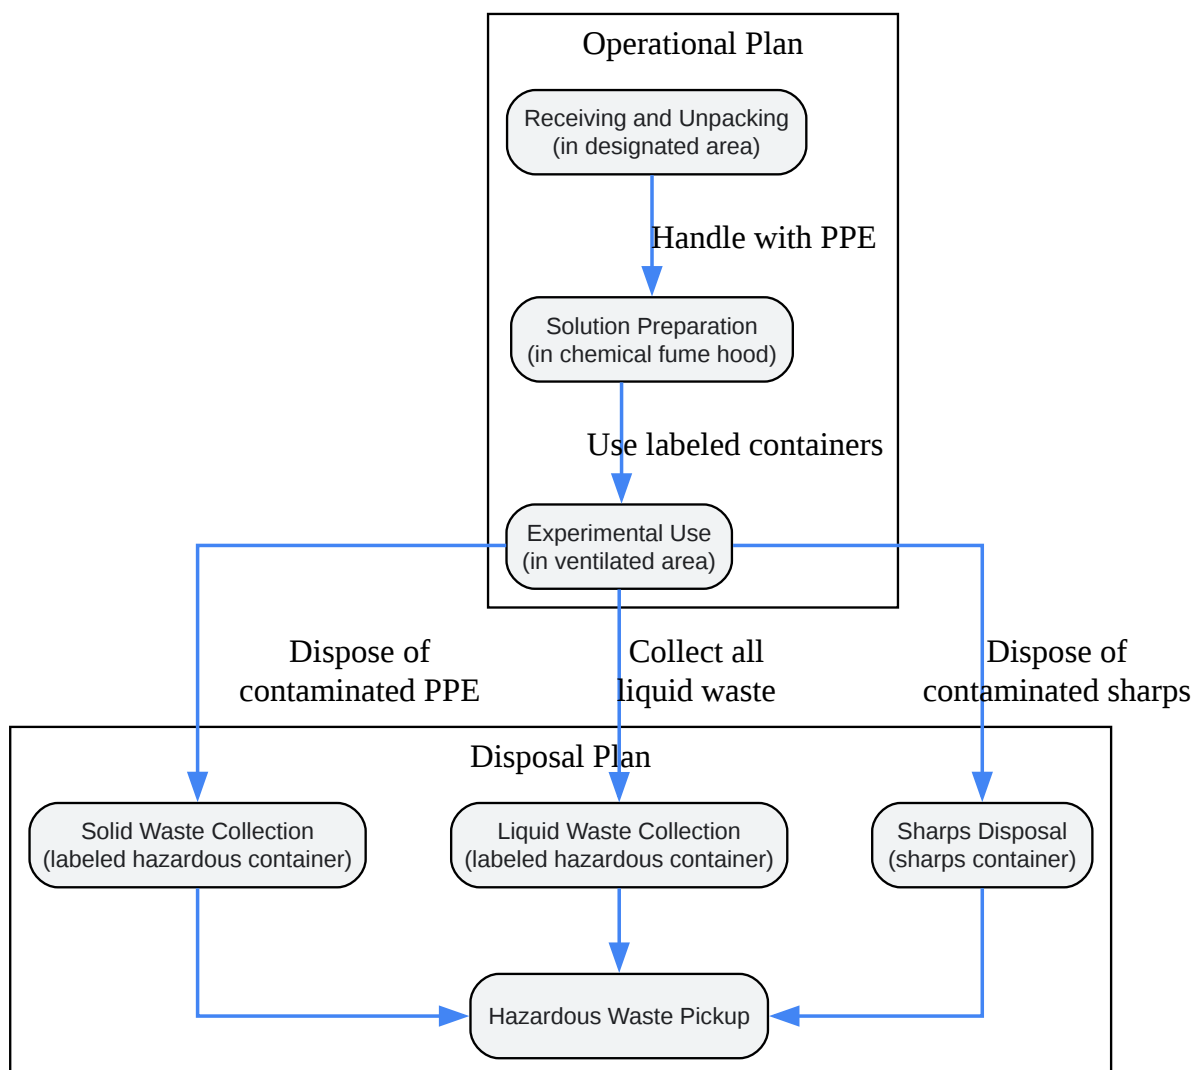 Operational Plan
Receiving and Unpacking
(in designated area)
Handle with PPE
Solution Preparation
(in chemical fume hood)
Use labeled containers
Experimental Use
(in ventilated area)
Dispose of
contaminated PPE
Collect all
liquid waste
Dispose of
contaminated sharps
Disposal Plan
Solid Waste Collection
(labeled hazardous container)
Liquid Waste Collection
(labeled hazardous container)
Sharps Disposal
(sharps container)
Hazardous Waste Pickup